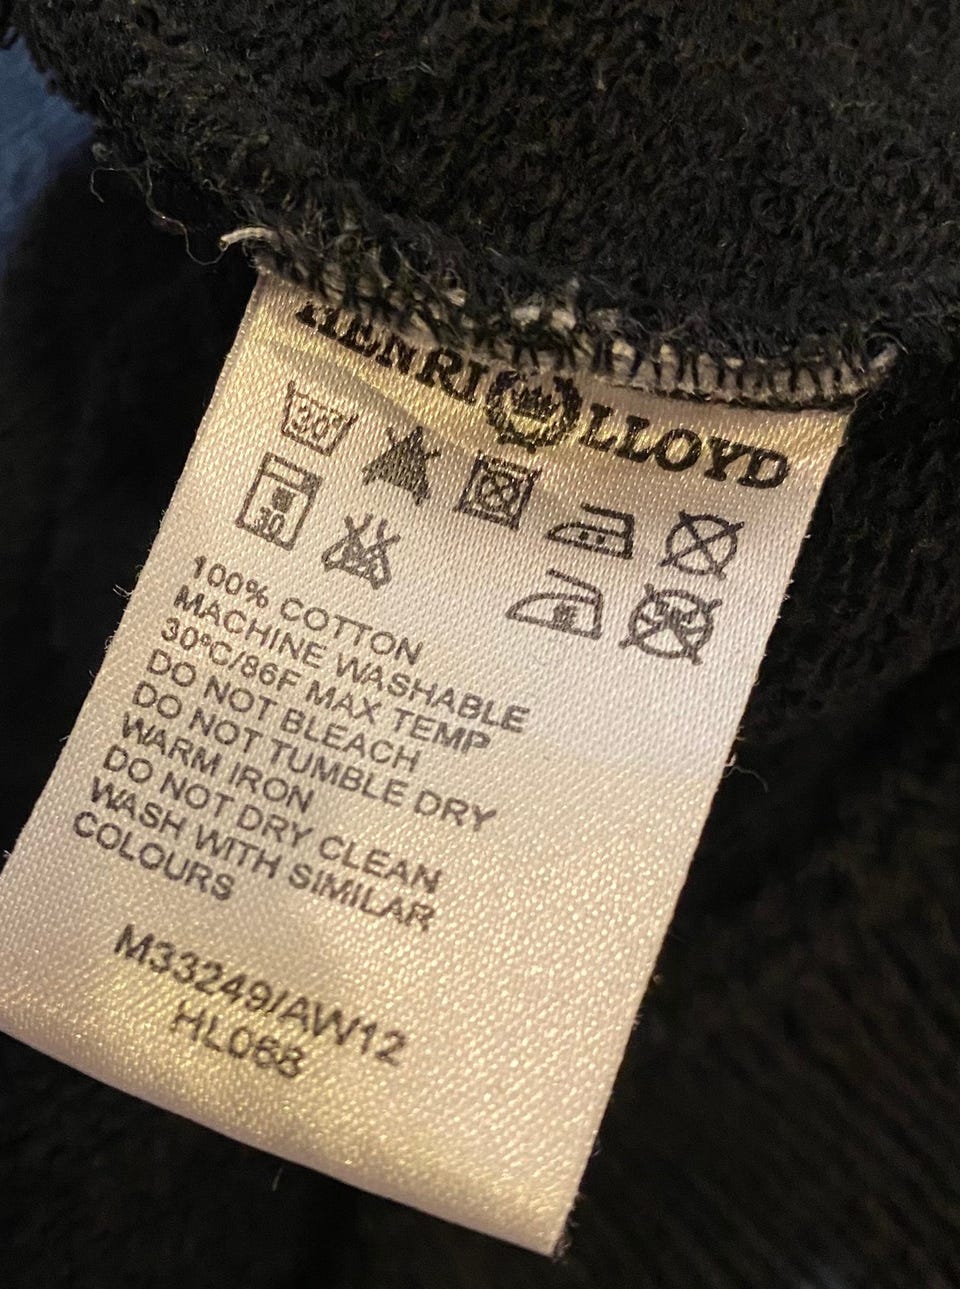 HENRI LLOYD
30°
30
100% COTTON
MACHINE WASHABLE
30°C/86F MAX TEMP
DO NOT BLEACH
DO NOT TUMBLE DRY
WARM IRON
DO NOT DRY CLEAN
WASH WITH SIMILAR
COLOURS
M33249/AW12
HL068